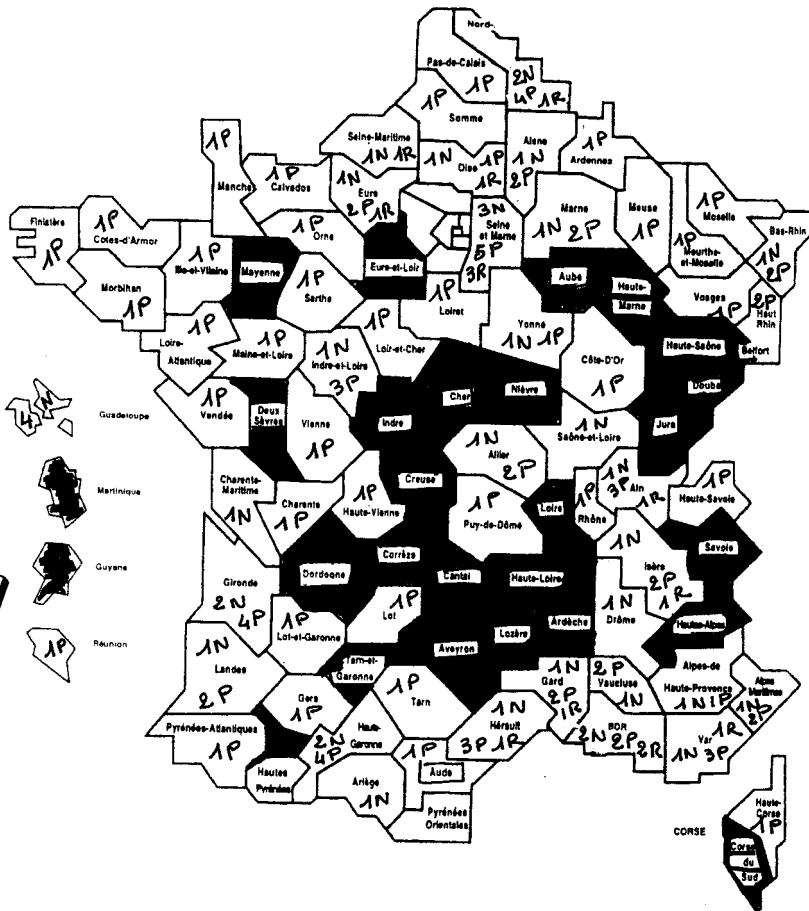 Nord-
Pas-de-Calais
1P
2N
4P 1R
1P
Somme
1P
Manche
Seine-Maritime
1N 1R
1N
Oise
1P
1R
Aisne
1N
2P
1P
Ardennes
1P
Calvados
1N
Eure
2P 1R
3N
Seine
et Marne
5P
3R
Marne
1N 2P
Meuse
1P
1P
Moselle
1P
Meurthe-
et-Moselle
Bas-Rhin
1N
2P
Finistère
1P
1P
Cotes-d'Armor
1P
Ille-et-Vilaine
Mayenne
1P
Orne
Eure-et-Loir
Aube
Haute-
Marne
Vosges
1P
2P
Haut
Rhin
Morbihan
1P
1P
Sarthe
1P
Loiret
Yonne
1N 1P
Haute-Saône
Belfort
1P
Loire-
Atlantique
1P
Maine-et-Loire
1N
Indre-et-Loire
3P
1P
Loir-et-Cher
Côte-D'Or
1P
Doubs
1P
Vendée
Deux
Sèvres
Vienne
1P
Indre
Cher
Nièvre
1N
Saône-et-Loire
Jura
4 N
Guadeloupe
Charente-
Maritime
1N
Charente
1P
1P
Haute-Vienne
Creuse
1N
Allier
2P
1P
Puy-de-Dôme
Loire
1P
Rhône
1N
3P
Ain
1R
1P
Haute-Savoie
Martinique
Savoie
Guyane
Gironde
2N
4P
Dordogne
Corrèze
Cantal
Haute-Loire
1N
Isère
2P
1R
1P
Réunion
1P
Lot-et-Garonne
1P
Lot
Aveyron
Lozère
Ardèche
1N
Drôme
Hautes-Alpes
1N
Landes
2P
Tarn-et-
Garonne
1P
Gers
1P
Tarn
1N
Gard
2P
1R
2P
Vaucluse
1N
Alpes-de
Haute-Provence
1N 1P
Alpes
Maritimes
1N
2P
Pyrénées-Atlantiques
1P
Hautes
Pyrénées
2N
4P
Haute-
Garonne
1N
Hérault
3P 1R
BDR
2N 2P 2R
1R
Var
1N 3P
Ariège
1N
1P
Aude
Pyrénées
Orientales
CORSE
Haute-
Corse
1P
Corse
du
Sud